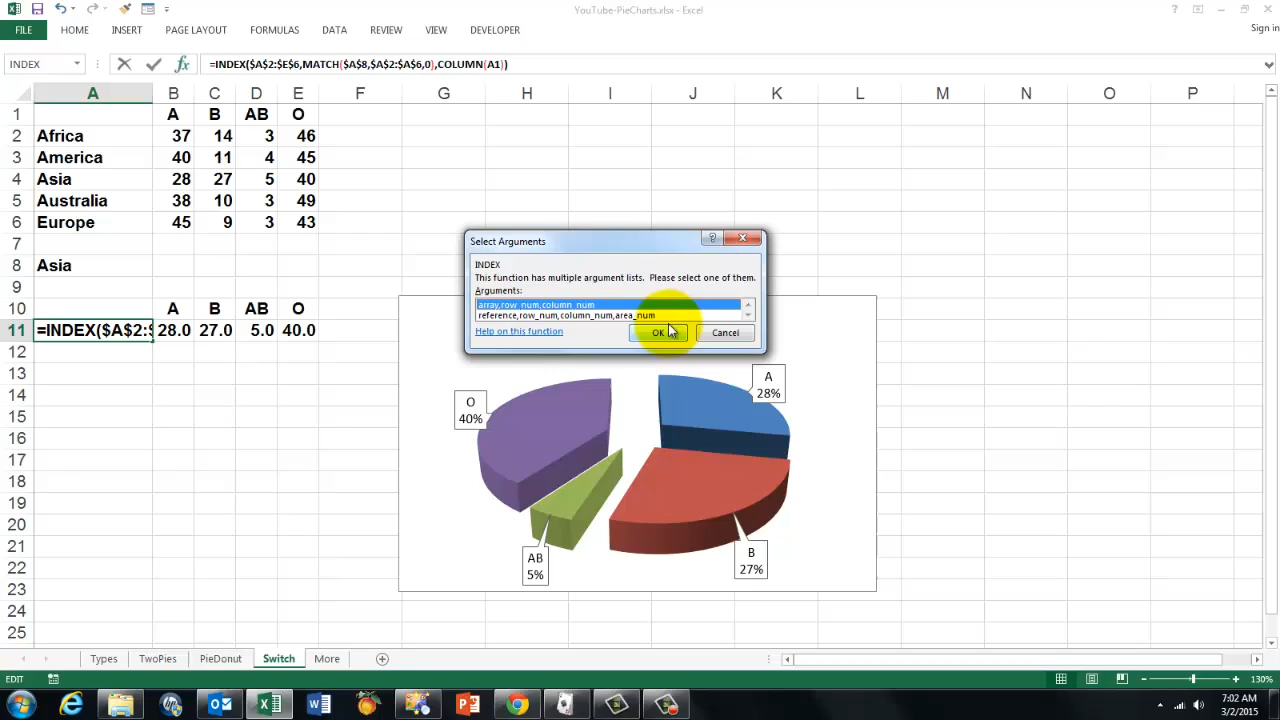 YouTube-PieCharts.xlsx - Excel
FILE HOME INSERT PAGE LAYOUT FORMULAS DATA REVIEW VIEW DEVELOPER Sign in
INDEX fx =INDEX($A$2:$E$6,MATCH($A$8,$A$2:$A$6,0),COLUMN(A1))
A B C D E F G H I J K L M N O P
1 A B AB O
2 Africa 37 14 3 46
3 America 40 11 4 45
4 Asia 28 27 5 40
5 Australia 38 10 3 49
6 Europe 45 9 3 43
7
8 Asia
9
10 A B AB O
11 =INDEX($A$2:$ 28.0 27.0 5.0 40.0
12
13
14
15
16
17
18
19
20
21
22
23
24
25
Select Arguments
INDEX
This function has multiple argument lists. Please select one of them.
Arguments:
array,row_num,column_num
reference,row_num,column_num,area_num
Help on this function OK Cancel
A
28%
O
40%
B
27%
AB
5%
Types TwoPies PieDonut Switch More
EDIT 130%
7:02 AM
3/2/2015